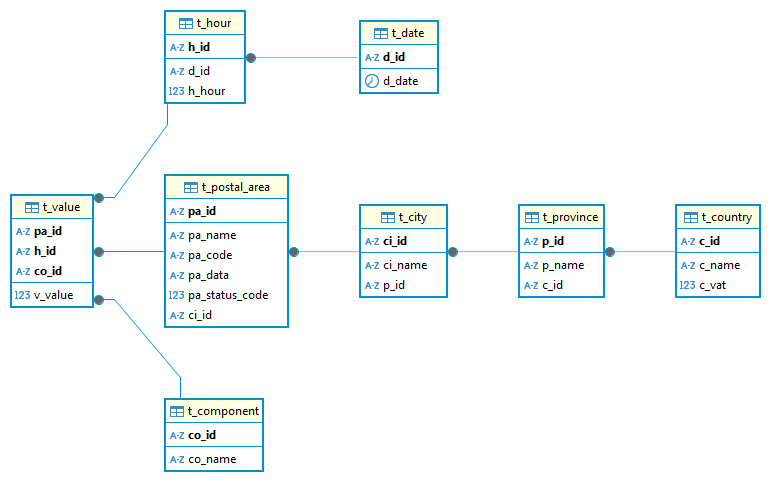 t_hour
A-Z h_id
A-Z d_id
123 h_hour
t_date
A-Z d_id
d_date
t_value
A-Z pa_id
A-Z h_id
A-Z co_id
123 v_value
t_postal_area
A-Z pa_id
A-Z pa_name
A-Z pa_code
A-Z pa_data
123 pa_status_code
A-Z ci_id
t_city
A-Z ci_id
A-Z ci_name
A-Z p_id
t_province
A-Z p_id
A-Z p_name
A-Z c_id
t_country
A-Z c_id
A-Z c_name
123 c_vat
t_component
A-Z co_id
A-Z co_name